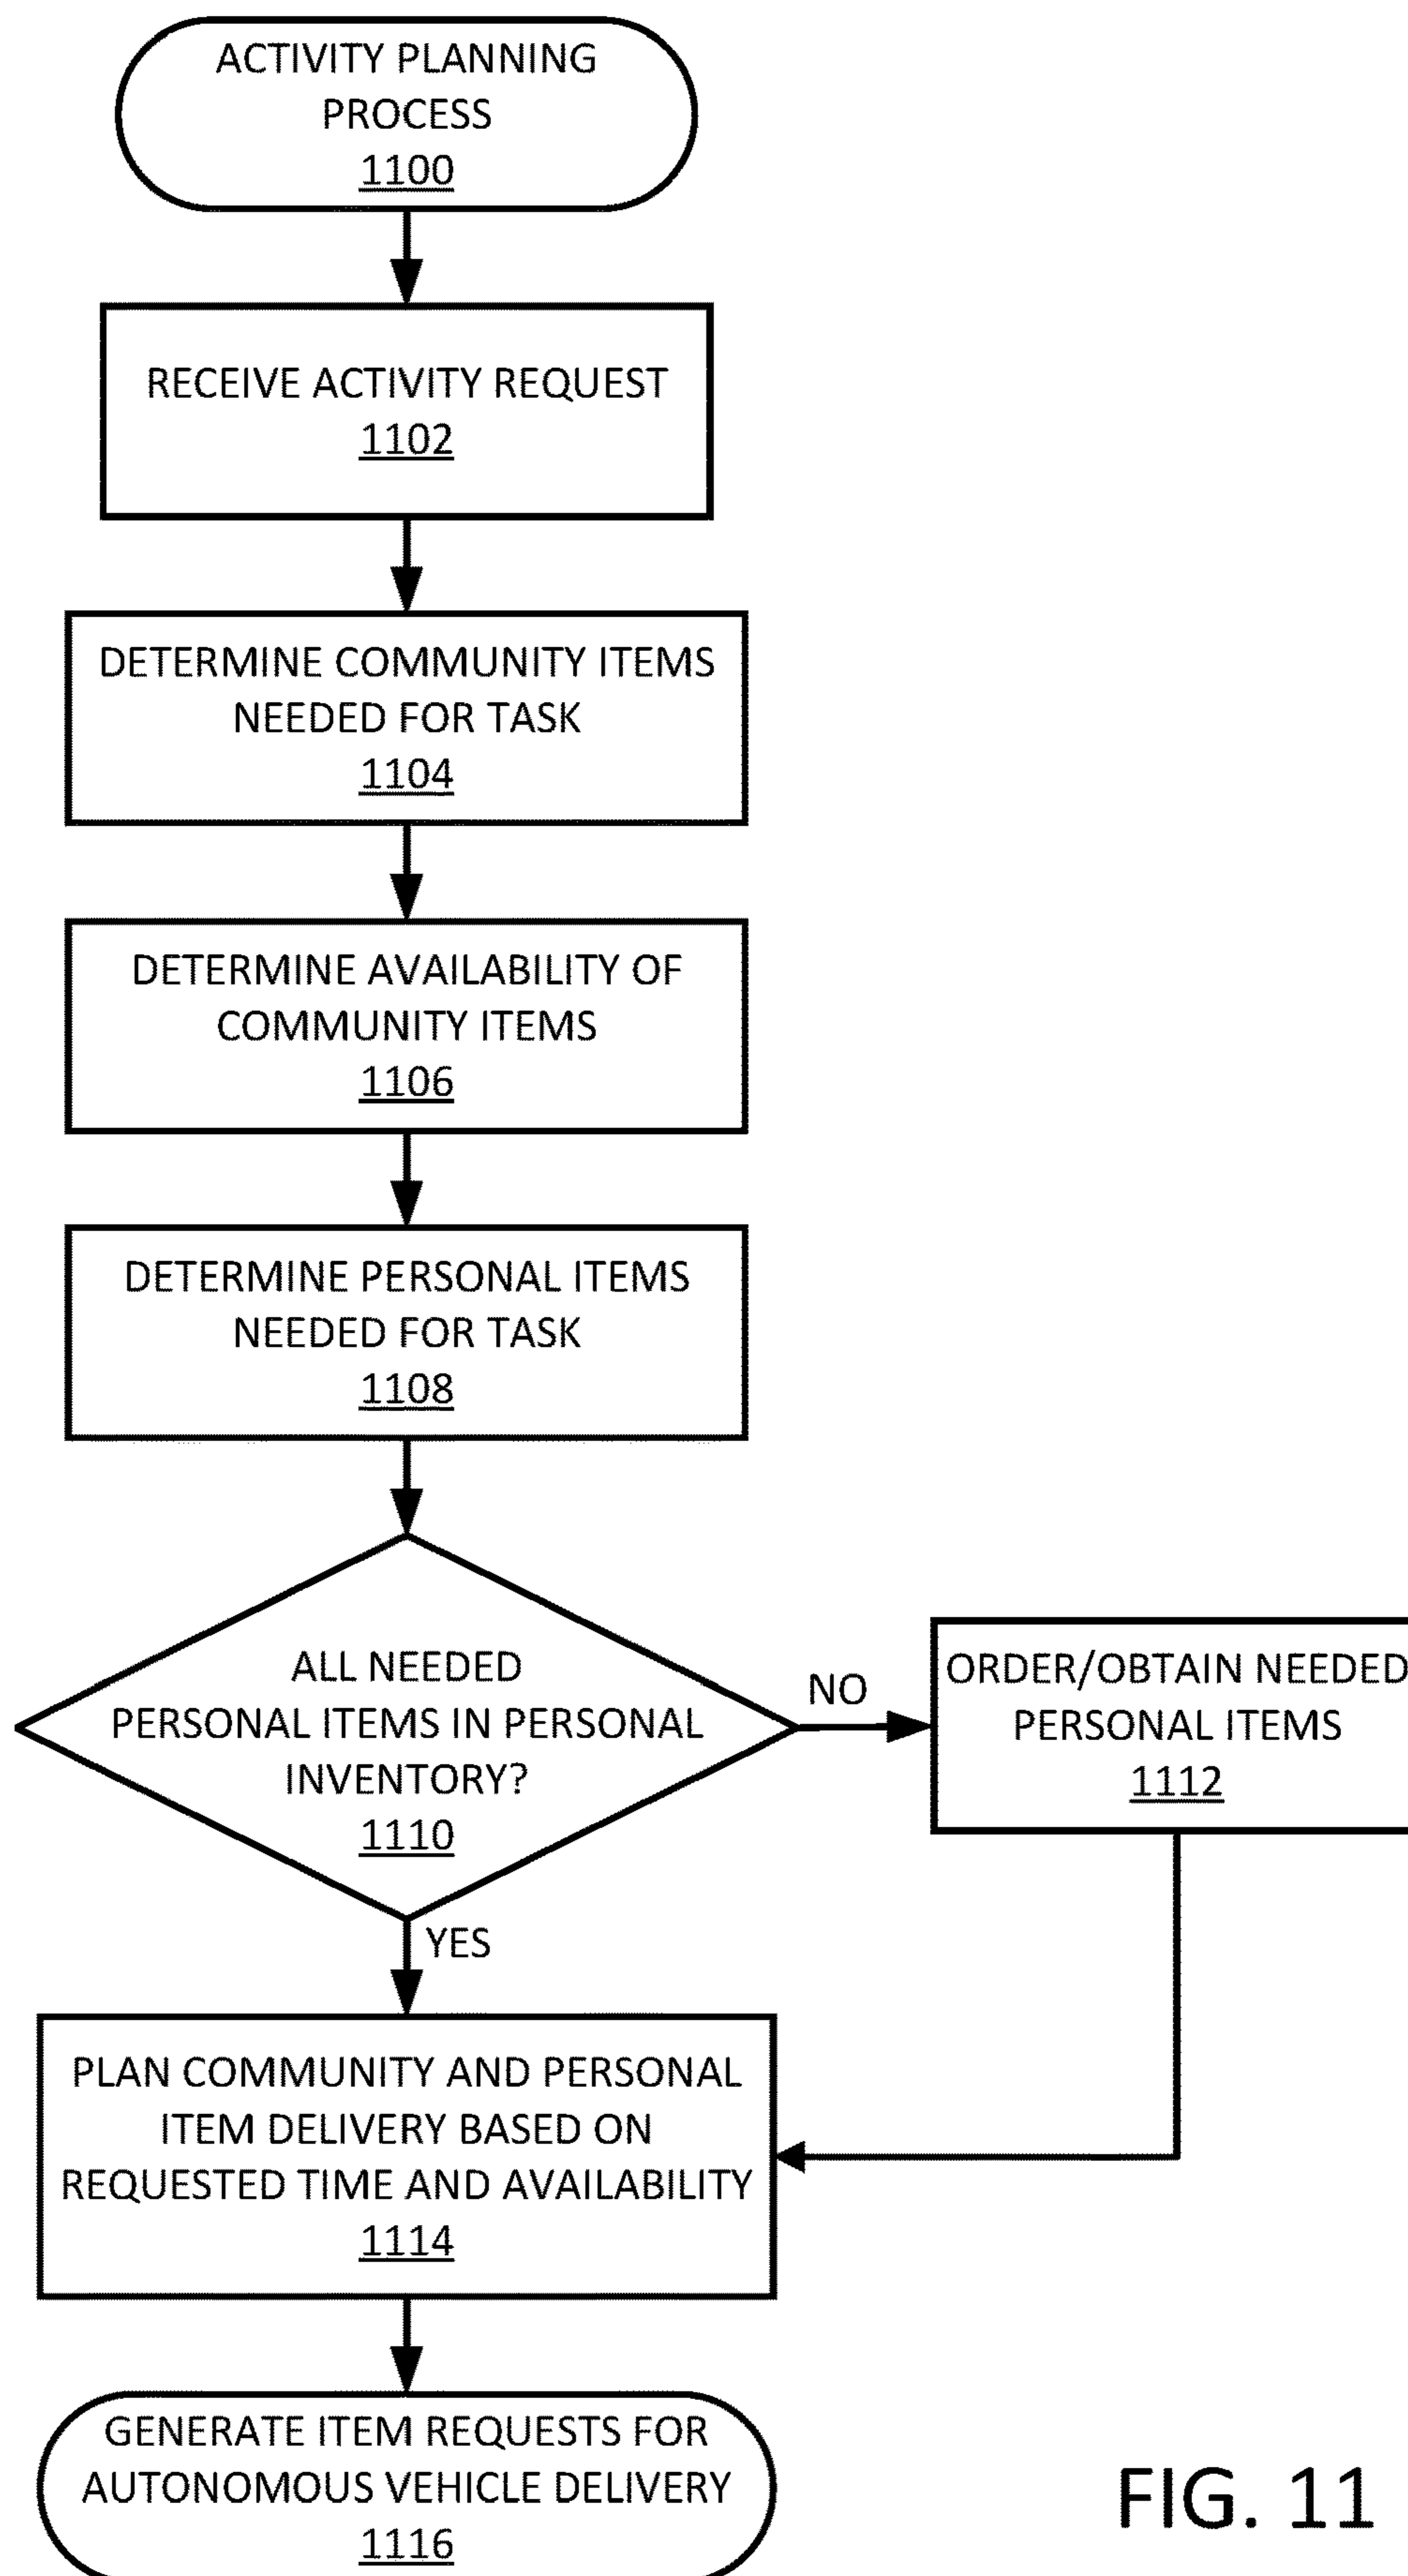 ACTIVITY PLANNING
PROCESS
1100
RECEIVE ACTIVITY REQUEST
1102
DETERMINE COMMUNITY ITEMS
NEEDED FOR TASK
1104
DETERMINE AVAILABILITY OF
COMMUNITY ITEMS
1106
DETERMINE PERSONAL ITEMS
NEEDED FOR TASK
1108
ALL NEEDED
PERSONAL ITEMS IN PERSONAL
INVENTORY?
1110
NO
ORDER/OBTAIN NEEDED
PERSONAL ITEMS
1112
YES
PLAN COMMUNITY AND PERSONAL
ITEM DELIVERY BASED ON
REQUESTED TIME AND AVAILABILITY
1114
GENERATE ITEM REQUESTS FOR
AUTONOMOUS VEHICLE DELIVERY
1116
FIG. 11